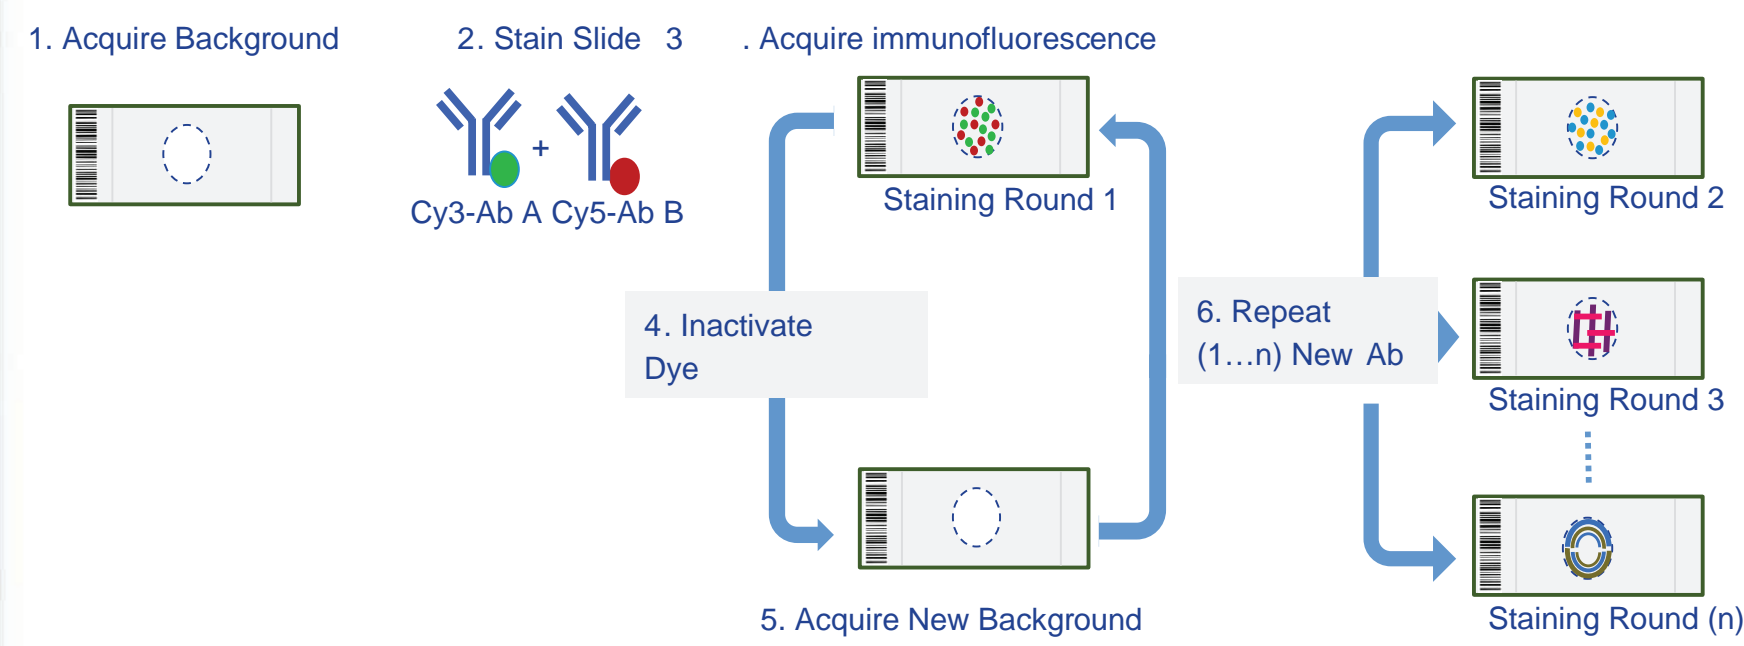 1. Acquire Background
2. Stain Slide 3 . Acquire immunofluorescence
+
Cy3-Ab A Cy5-Ab B
Staining Round 1
Staining Round 2
4. Inactivate
Dye
6. Repeat
(1...n) New Ab
Staining Round 3
5. Acquire New Background
Staining Round (n)